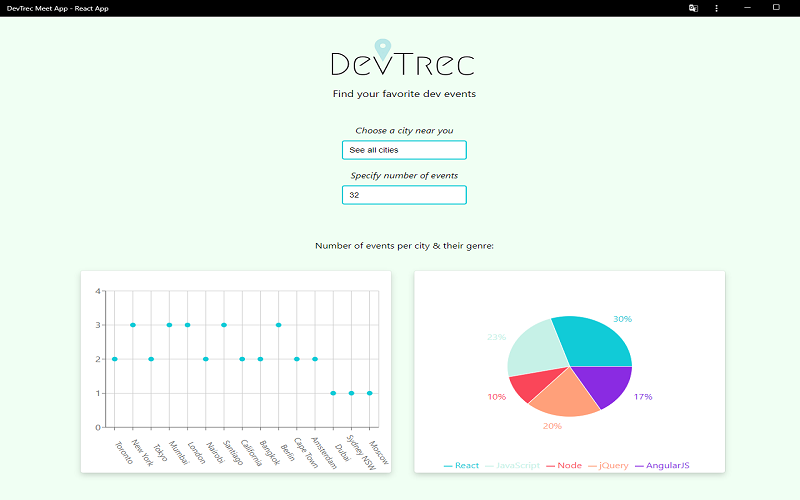 DevTrec Meet App - React App
DevTrec
Find your favorite dev events
Choose a city near you
See all cities
Specify number of events
32
Number of events per city & their genre:
4
3
2
1
0
Toronto
New York
Tokyo
Mumbai
London
Nairobi
Santiago
California
Bangkok
Berlin
Cape Town
Amsterdam
Dubai
Sydney NSW
Moscow
30%
23%
10%
20%
17%
React JavaScript Node jQuery AngularJS